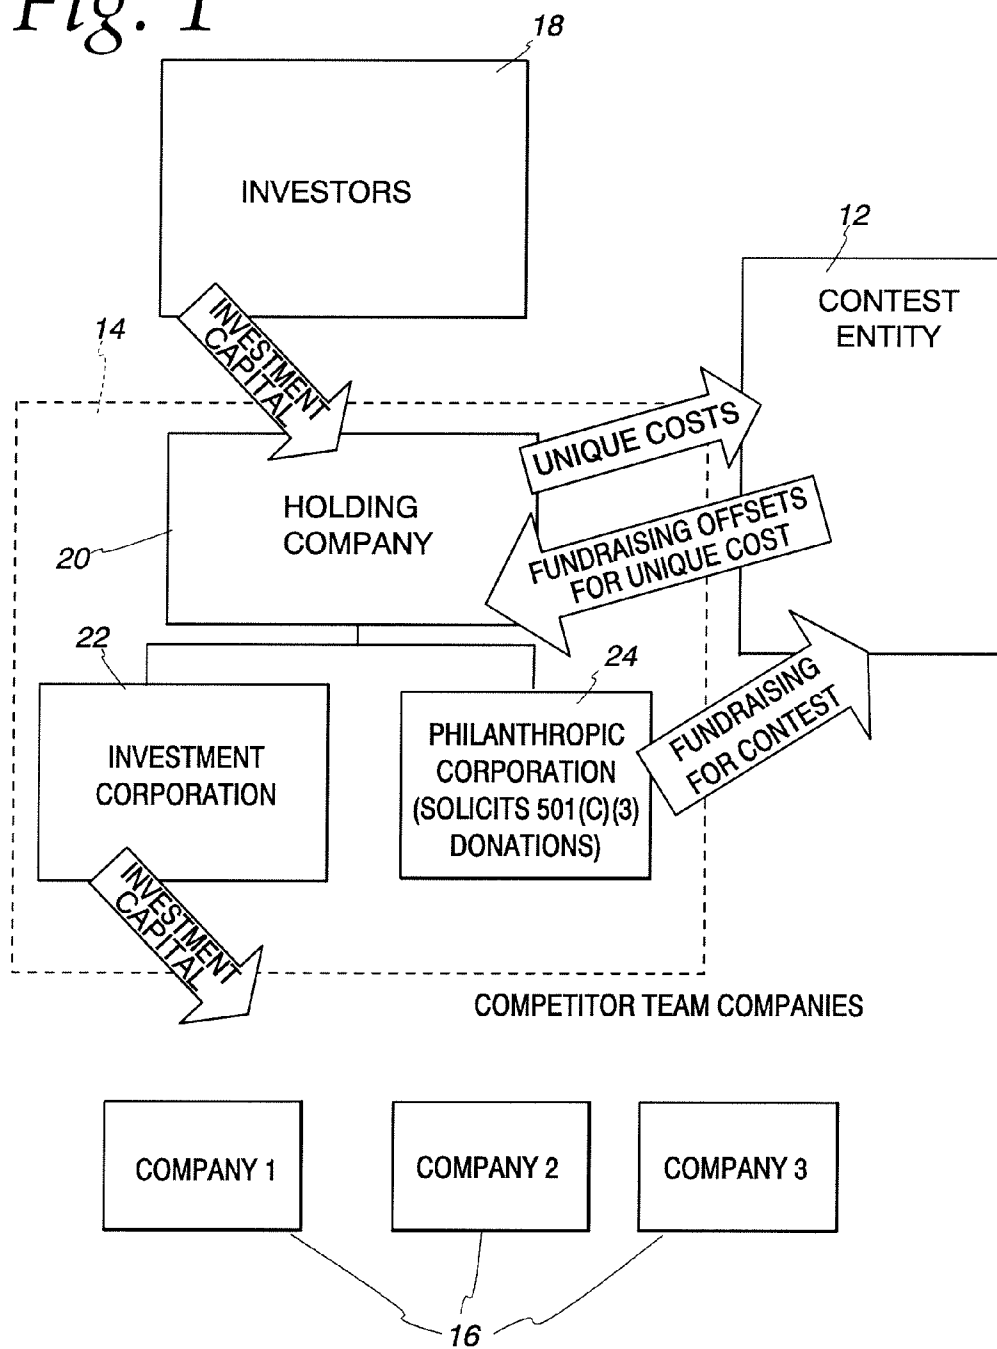 Fig. 1
18
INVESTORS
12
CONTEST
ENTITY
14
INVESTMENT
CAPITAL
UNIQUE COSTS
HOLDING
COMPANY
20
FUNDRAISING OFFSETS
FOR UNIQUE COST
22
24
INVESTMENT
CORPORATION
PHILANTHROPIC
CORPORATION
(SOLICITS 501(C)(3)
DONATIONS)
FUNDRAISING
FOR CONTEST
INVESTMENT
CAPITAL
COMPETITOR TEAM COMPANIES
COMPANY 1
COMPANY 2
COMPANY 3
16